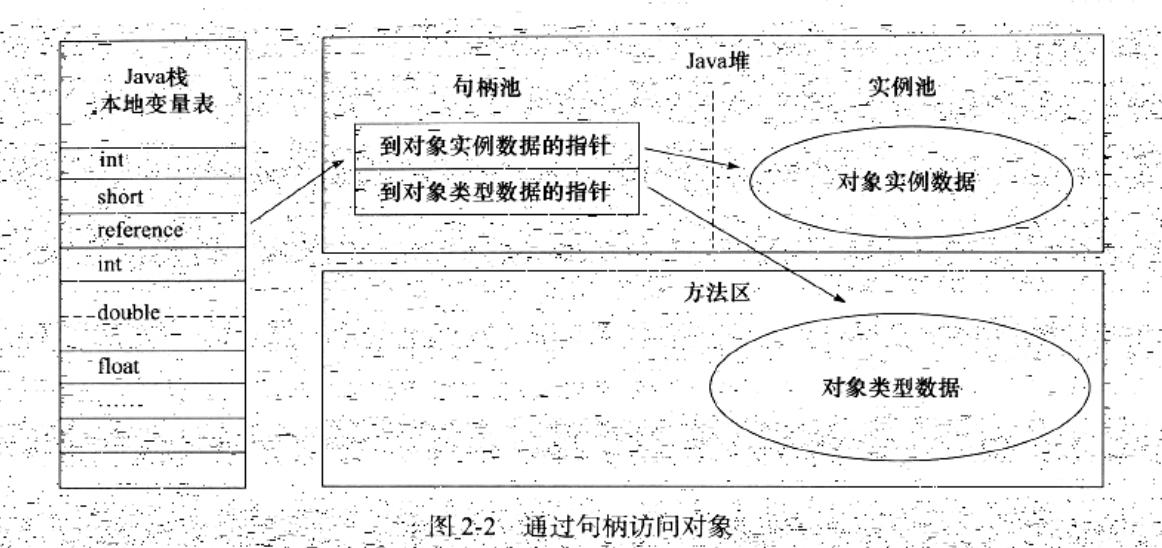 Java栈
本地变量表
int
short
reference
int
double
float
……
Java堆
句柄池
实例池
到对象实例数据的指针
到对象类型数据的指针
对象实例数据
方法区
对象类型数据
图 2-2 通过句柄访问对象